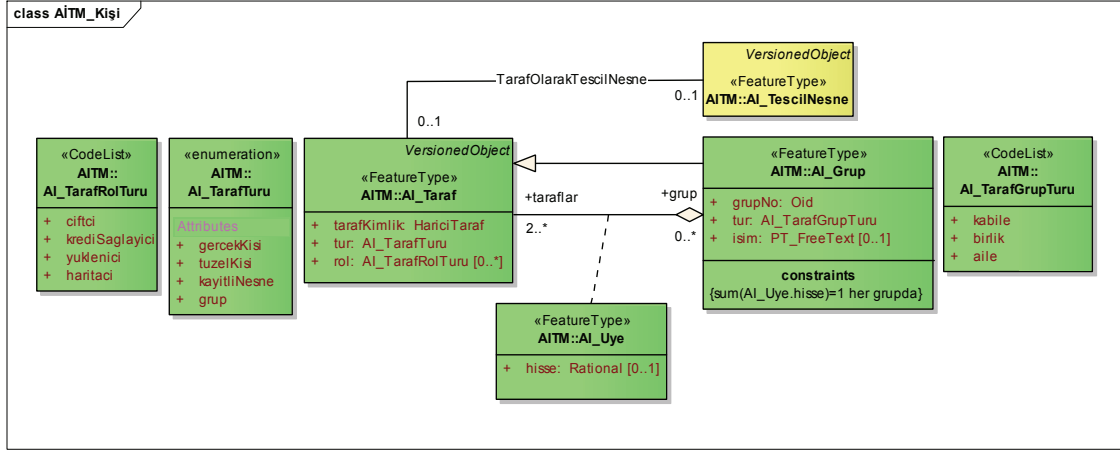 class AİTM_Kişi
VersionedObject
«FeatureType»
AITM::AI_TescilNesne
TarafOlarakTescilNesne
0..1
0..1
«CodeList»
AITM::
AI_TarafRolTuru
+ ciftci
+ krediSaglayici
+ yuklenici
+ haritaci
«enumeration»
AITM::
AI_TarafTuru
Attributes
+ gercekKisi
+ tuzelKisi
+ kayitliNesne
+ grup
VersionedObject
«FeatureType»
AITM::AI_Taraf
+ tarafKimlik: HariciTaraf
+ tur: AI_TarafTuru
+ rol: AI_TarafRolTuru [0..*]
+taraflar
2..*
+grup
0..*
«FeatureType»
AITM::AI_Grup
+ grupNo: Oid
+ tur: AI_TarafGrupTuru
+ isim: PT_FreeText [0..1]
constraints
{sum(AI_Uye.hisse)=1 her grupda}
«CodeList»
AITM::
AI_TarafGrupTuru
+ kabile
+ birlik
+ aile
«FeatureType»
AITM::AI_Uye
+ hisse: Rational [0..1]